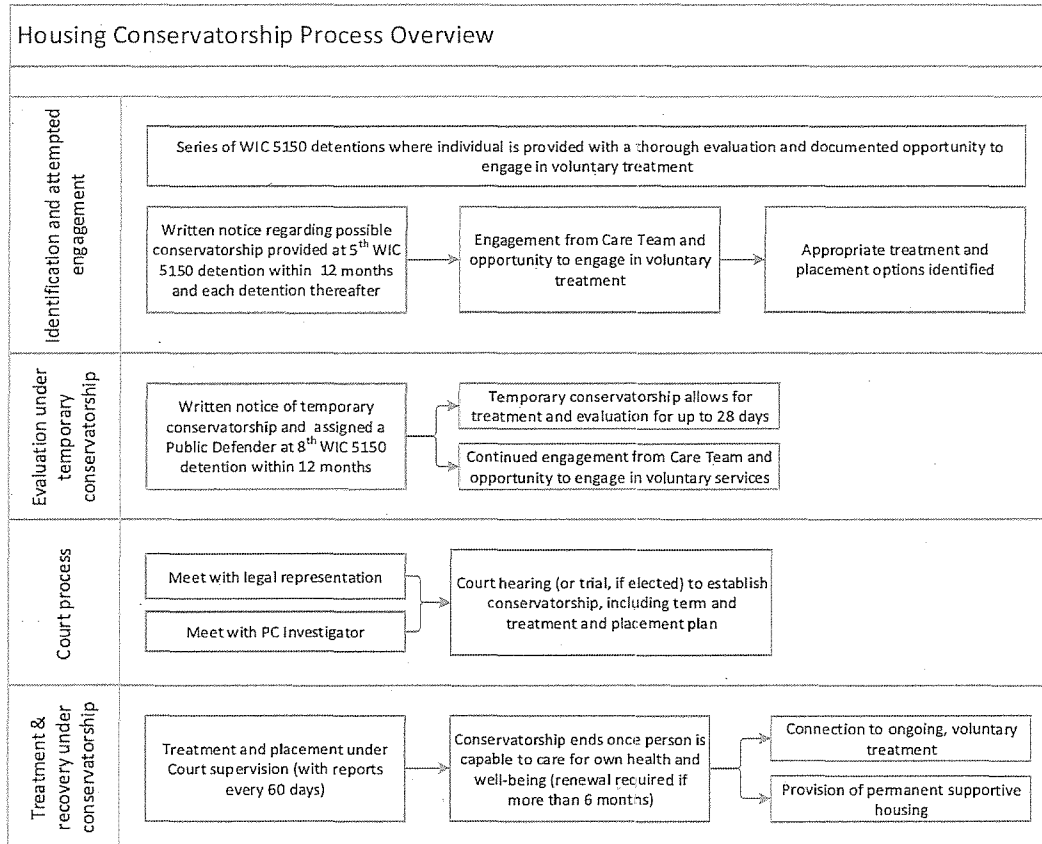 Housing Conservatorship Process Overview
Identification and attempted
engagement
Series of WIC 5150 detentions where individual is provided with a thorough evaluation and documented opportunity to
engage in voluntary treatment
Written notice regarding possible
conservatorship provided at 5th WIC
5150 detention within 12 months
and each detention thereafter
Engagement from Care Team and
opportunity to engage in voluntary
treatment
Appropriate treatment and
placement options identified
Evaluation under
temporary
conservatorship
Written notice of temporary
conservatorship and assigned a
Public Defender at 8th WIC 5150
detention within 12 months
Temporary conservatorship allows for
treatment and evaluation for up to 28 days
Continued engagement from Care Team and
opportunity to engage in voluntary services
Court process
Meet with legal representation
Meet with PC Investigator
Court hearing (or trial, if elected) to establish
conservatorship, including term and
treatment and placement plan
Treatment &
recovery under
conservatorship
Treatment and placement under
Court supervision (with reports
every 60 days)
Conservatorship ends once person is
capable to care for own health and
well-being (renewal required if
more than 6 months)
Connection to ongoing, voluntary
treatment
Provision of permanent supportive
housing